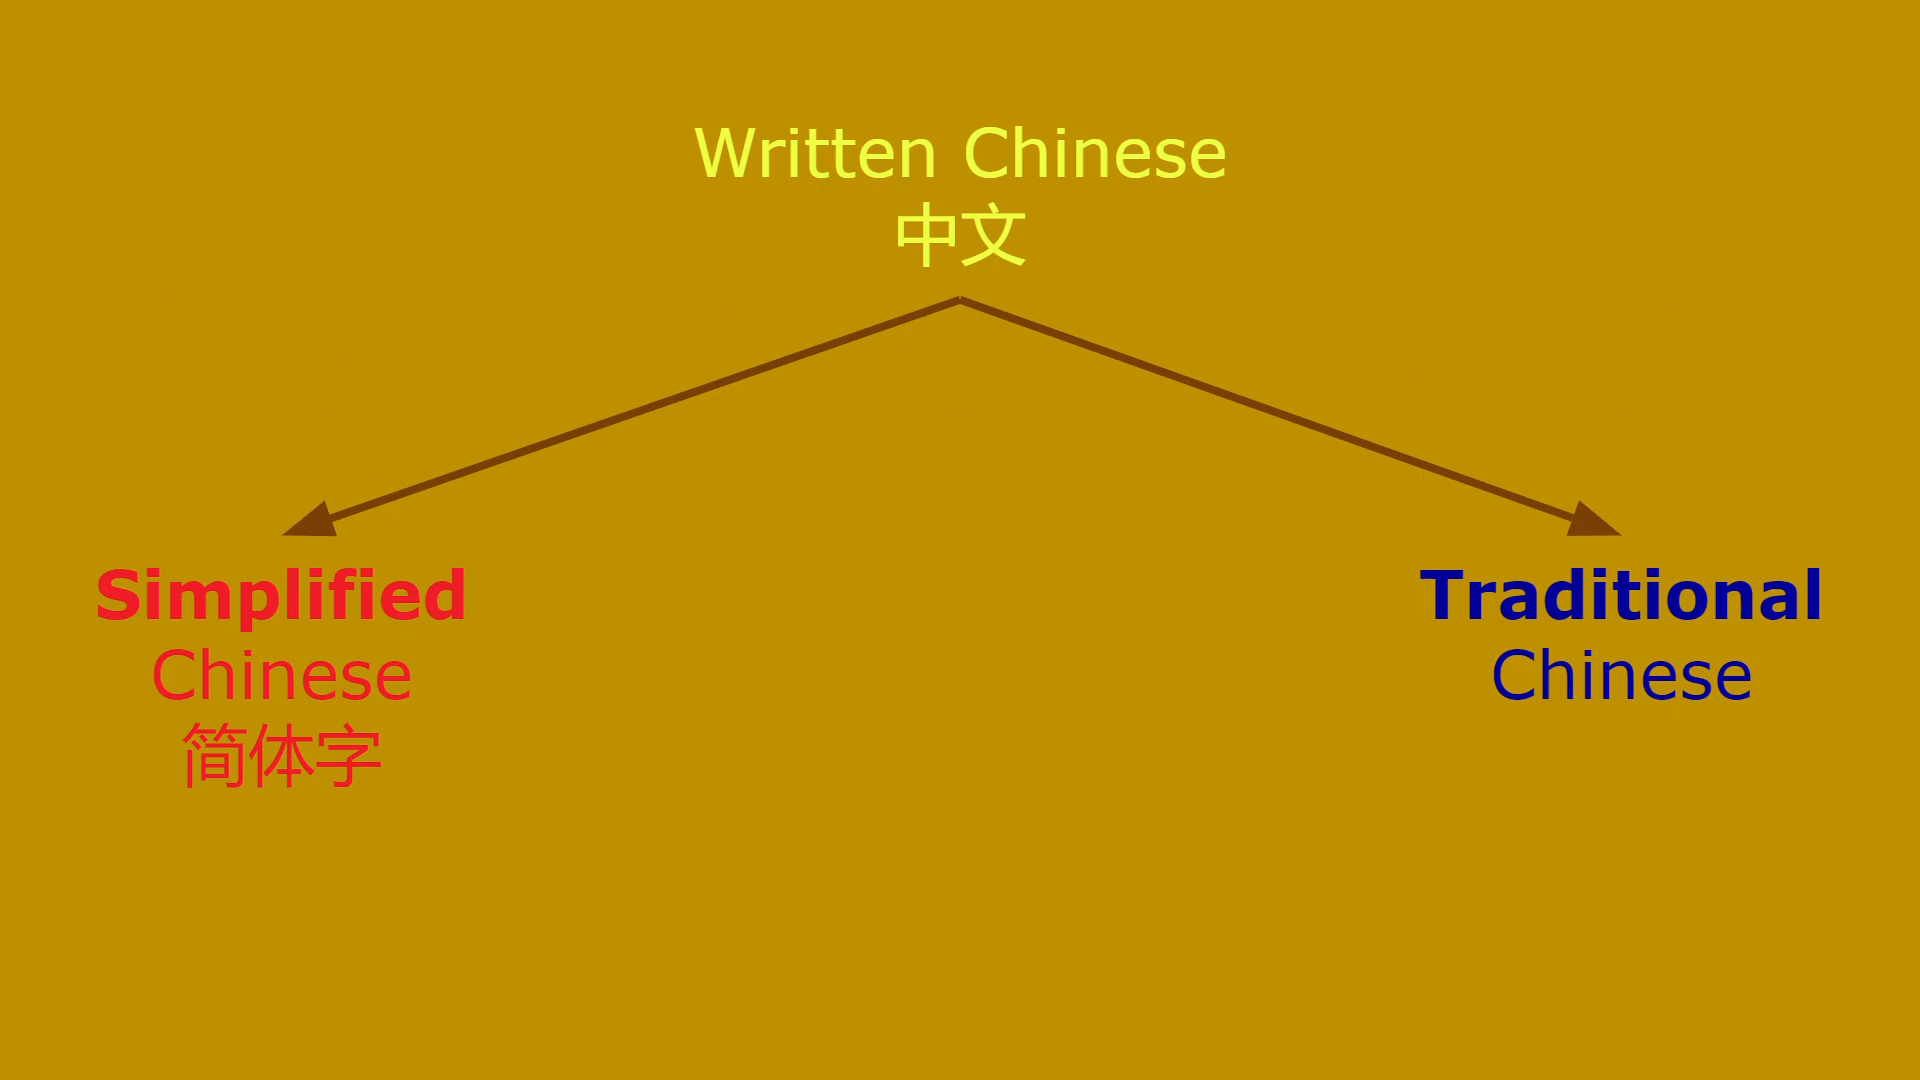 Written Chinese
中文
Simplified
Chinese
简体字
Traditional
Chinese